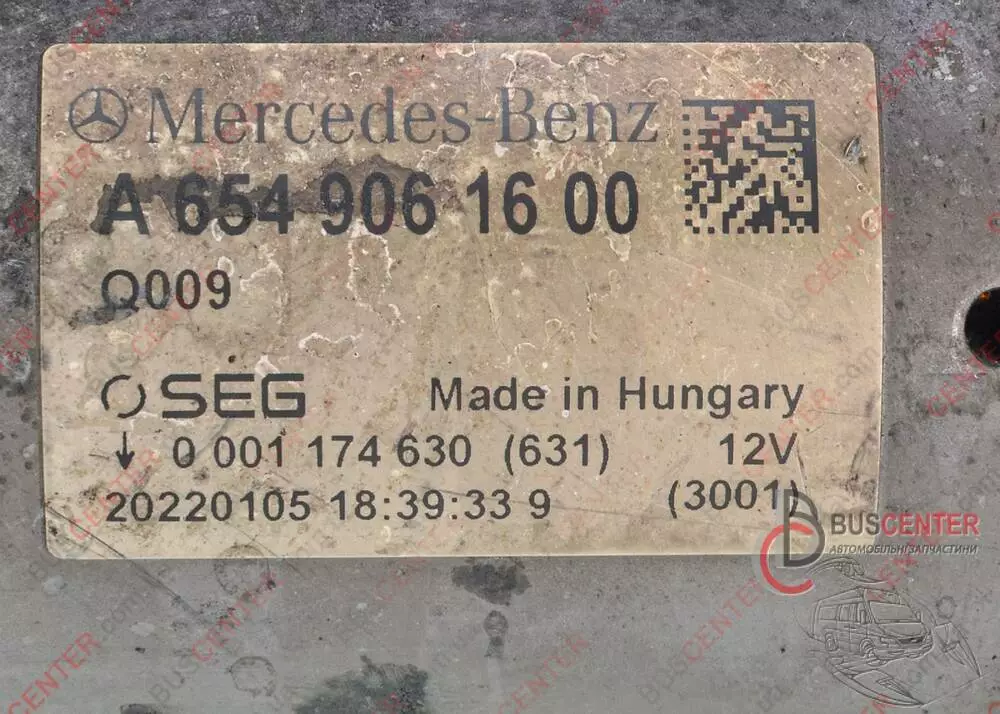 Mercedes-Benz
A 654 906 16 00
Q009
SEG Made in Hungary
0 001 174 630 (631) 12V
20220105 18:39:33 9 (3001)
BUSCENTER
АВТОМОБІЛЬНІ ЗАПЧАСТИНИ